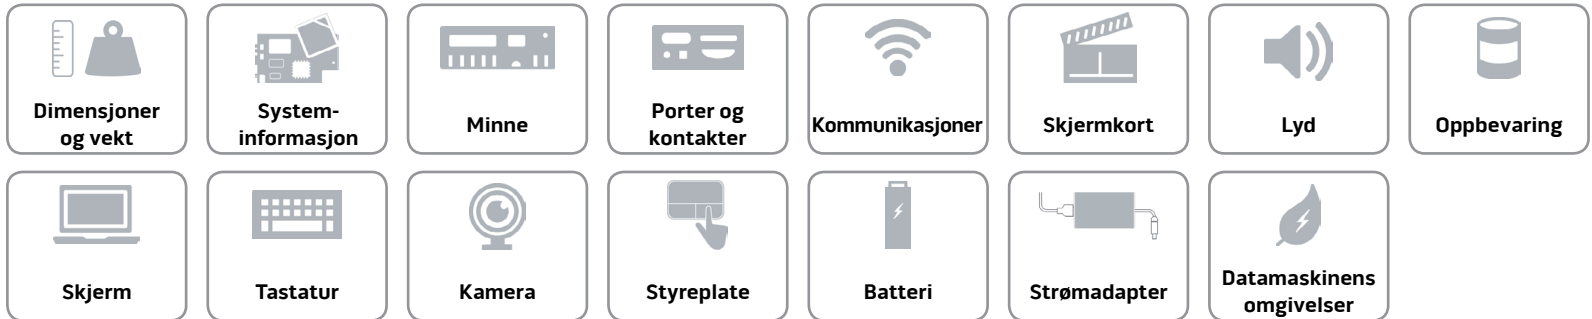 Dimensjoner
og vekt
System-
informasjon
Minne
Porter og
kontakter
Kommunikasjoner
Skjermkort
Lyd
Oppbevaring
Skjerm
Tastatur
Kamera
Styreplate
Batteri
Strømadapter
Datamaskinens
omgivelser